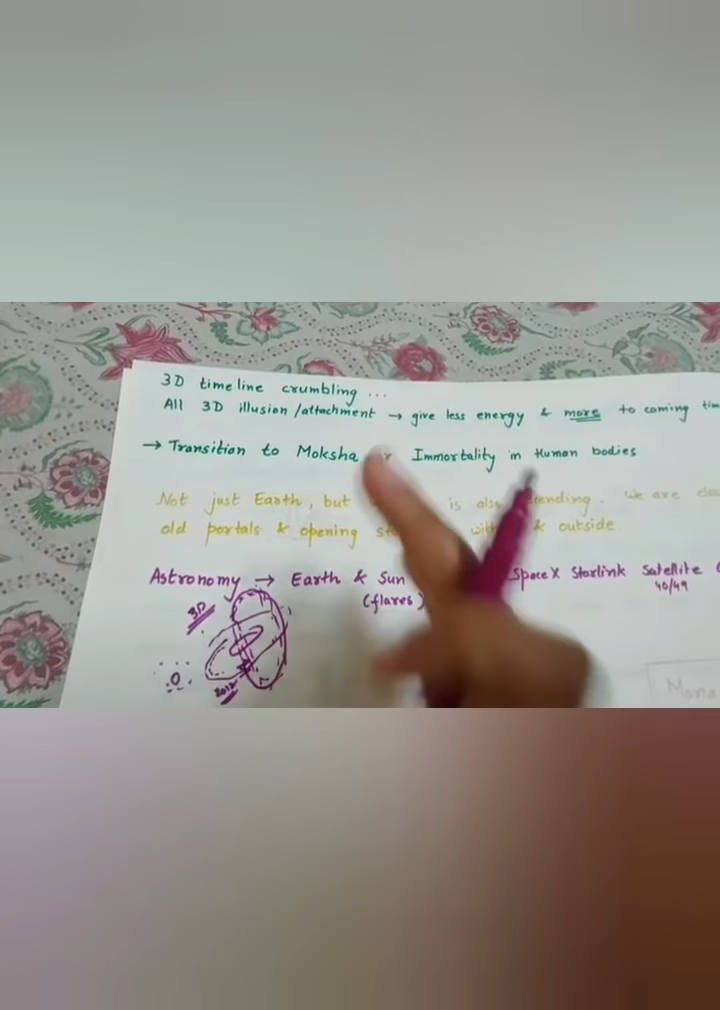 3D timeline crumbling ...
All 3D illusion/attachment → give less energy & more to coming
→ Transition to Moksha Immortality in Human bodies
Not just Earth, but is We are
old portals & opening & outside
Astronomy → Earth & Sun SpaceX Starlink Satellite
(flares) 40/49
3D
2012